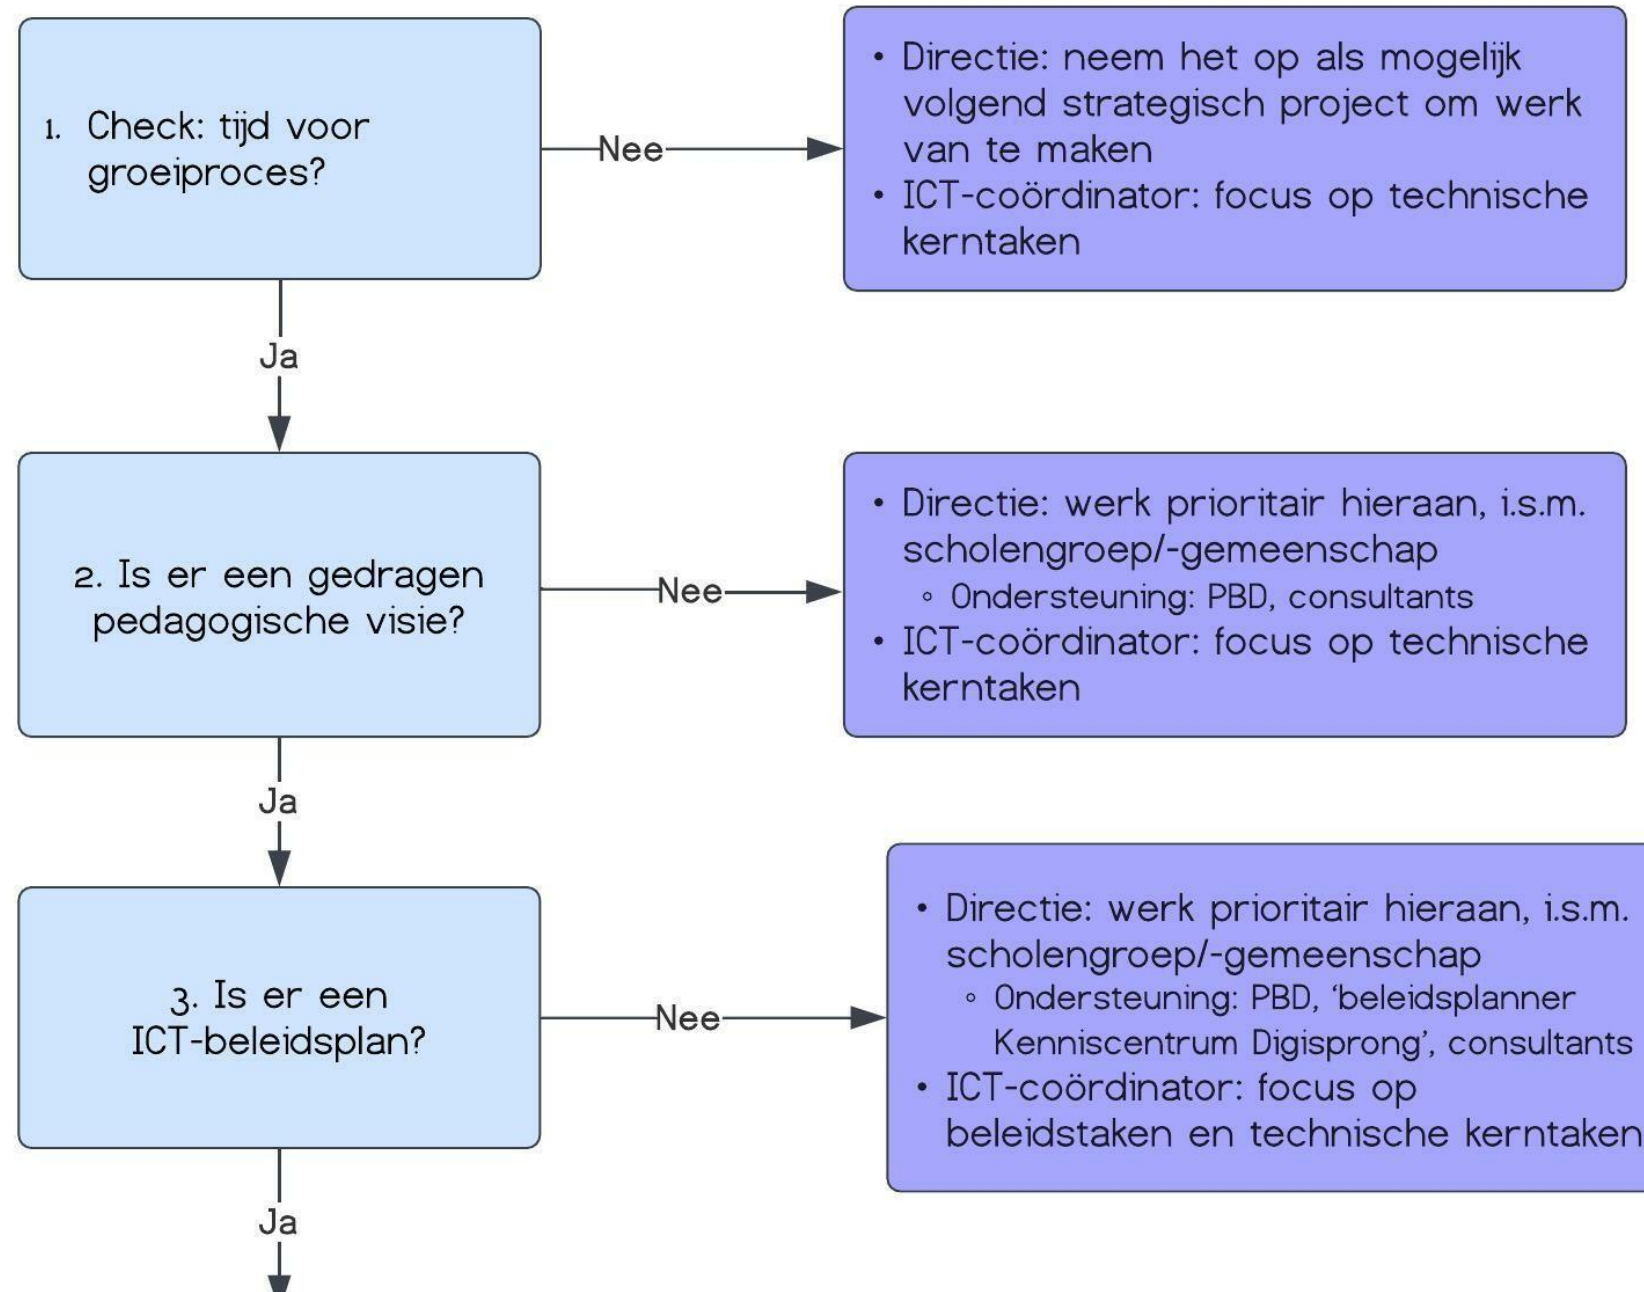 1. Check: tijd voor
groeiproces?
Nee
• Directie: neem het op als mogelijk
volgend strategisch project om werk
van te maken
• ICT-coördinator: focus op technische
kerntaken
Ja
2. Is er een gedragen
pedagogische visie?
Nee
• Directie: werk prioritair hieraan, i.s.m.
scholengroep/-gemeenschap
◦ Ondersteuning: PBD, consultants
• ICT-coördinator: focus op technische
kerntaken
Ja
3. Is er een
ICT-beleidsplan?
Nee
• Directie: werk prioritair hieraan, i.s.m.
scholengroep/-gemeenschap
◦ Ondersteuning: PBD, ‘beleidsplanner
Kenniscentrum Digisprong’, consultants
• ICT-coördinator: focus op
beleidstaken en technische kerntaken
Ja